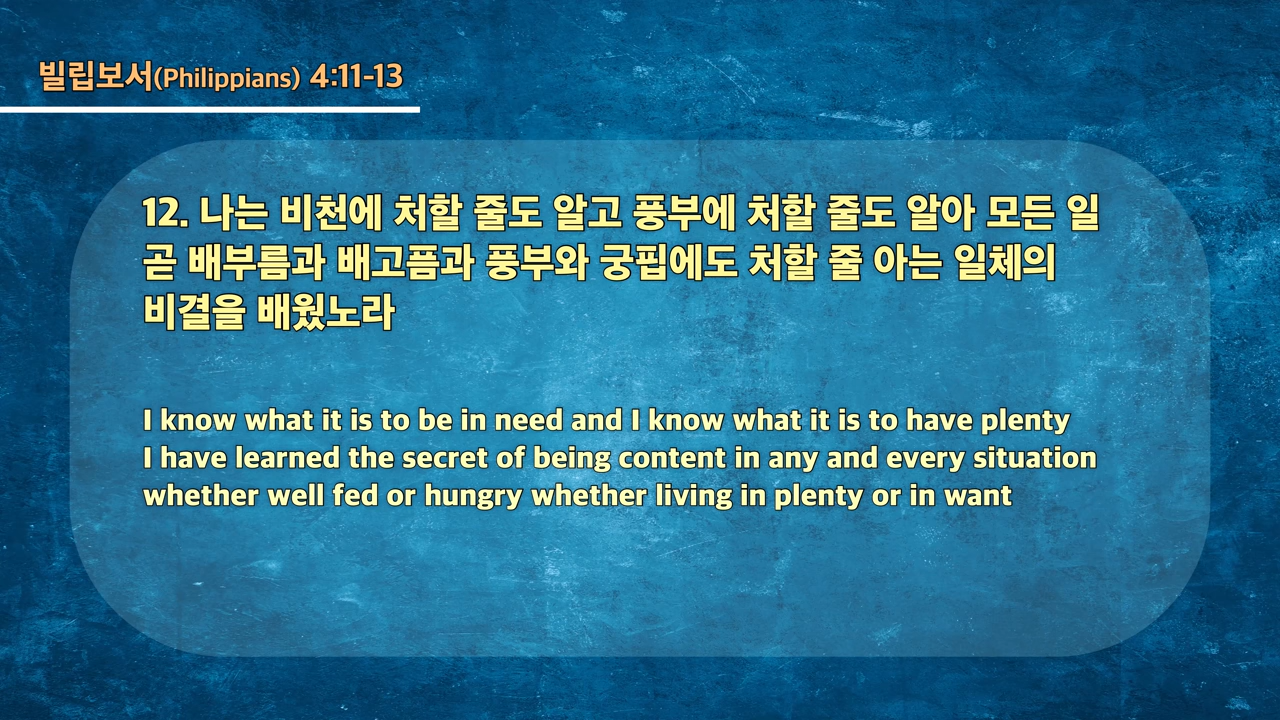 빌립보서(Philippians) 4:11-13
12. 나는 비천에 처할 줄도 알고 풍부에 처할 줄도 알아 모든 일
곧 배부름과 배고픔과 풍부와 궁핍에도 처할 줄 아는 일체의
비결을 배웠노라
I know what it is to be in need and I know what it is to have plenty
I have learned the secret of being content in any and every situation
whether well fed or hungry whether living in plenty or in want